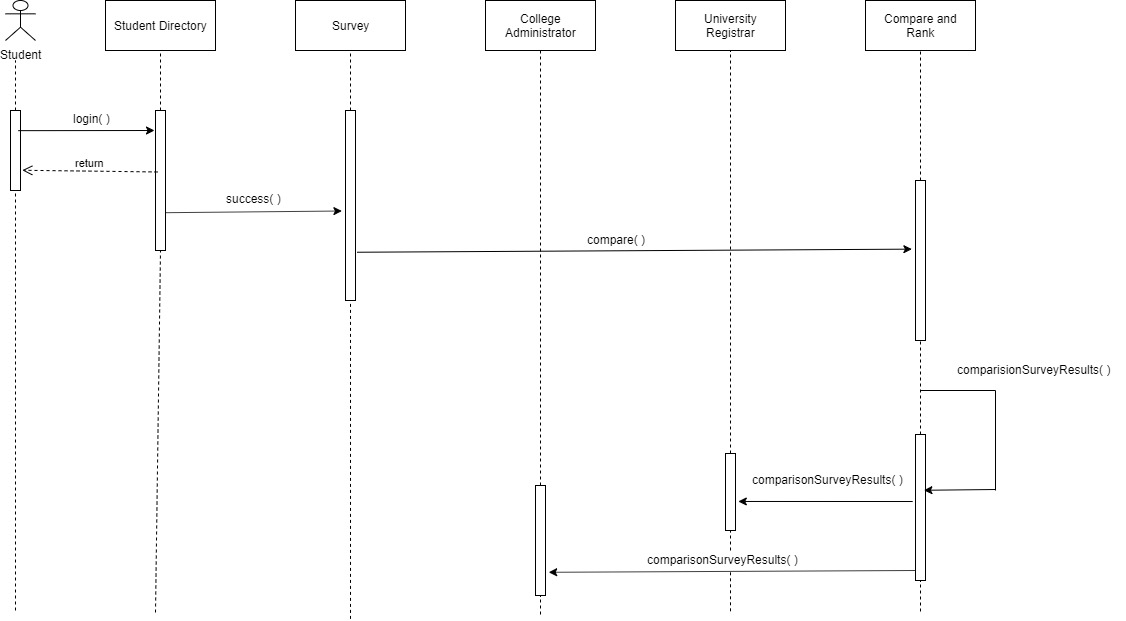 Student Directory
Survey
College
Administrator
University
Registrar
Compare and
Rank
Student
login( )
return
success( )
compare( )
comparisionSurveyResults( )
comparisonSurveyResults( )
comparisonSurveyResults( )